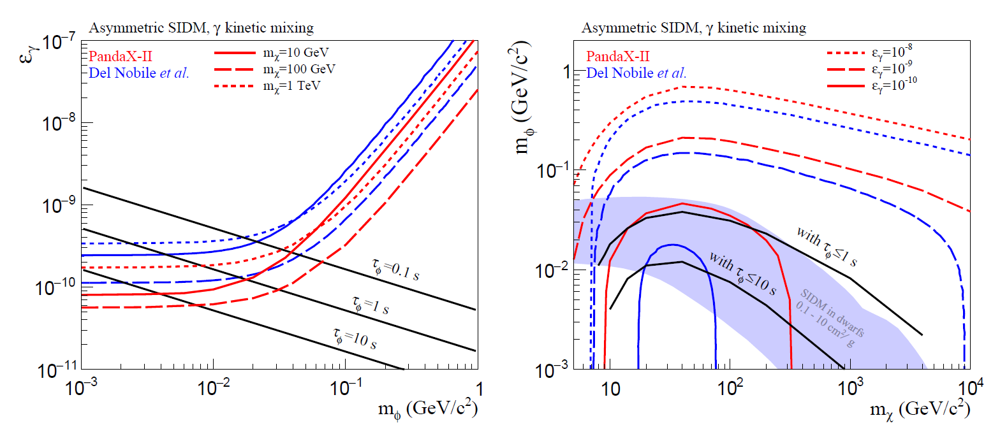 Asymmetric SIDM, γ kinetic mixing
ε_γ
PandaX-II
Del Nobile et al.
m_χ=10 GeV
m_χ=100 GeV
m_χ=1 TeV
10^−7
10^−8
10^−9
10^−10
10^−11
τ_ϕ=0.1 s
τ_ϕ=1 s
τ_ϕ=10 s
10^−3
10^−2
10^−1
1
m_ϕ (GeV/c^2)
Asymmetric SIDM, γ kinetic mixing
m_ϕ (GeV/c^2)
PandaX-II
Del Nobile et al.
ε_γ=10^-8
ε_γ=10^-9
ε_γ=10^-10
1
10^−1
10^−2
10^−3
with τ_ϕ≤1 s
with τ_ϕ≤10 s
SIDM in dwarfs
0.1 - 10 cm^2/ g
10
10^2
10^3
10^4
m_χ (GeV/c^2)